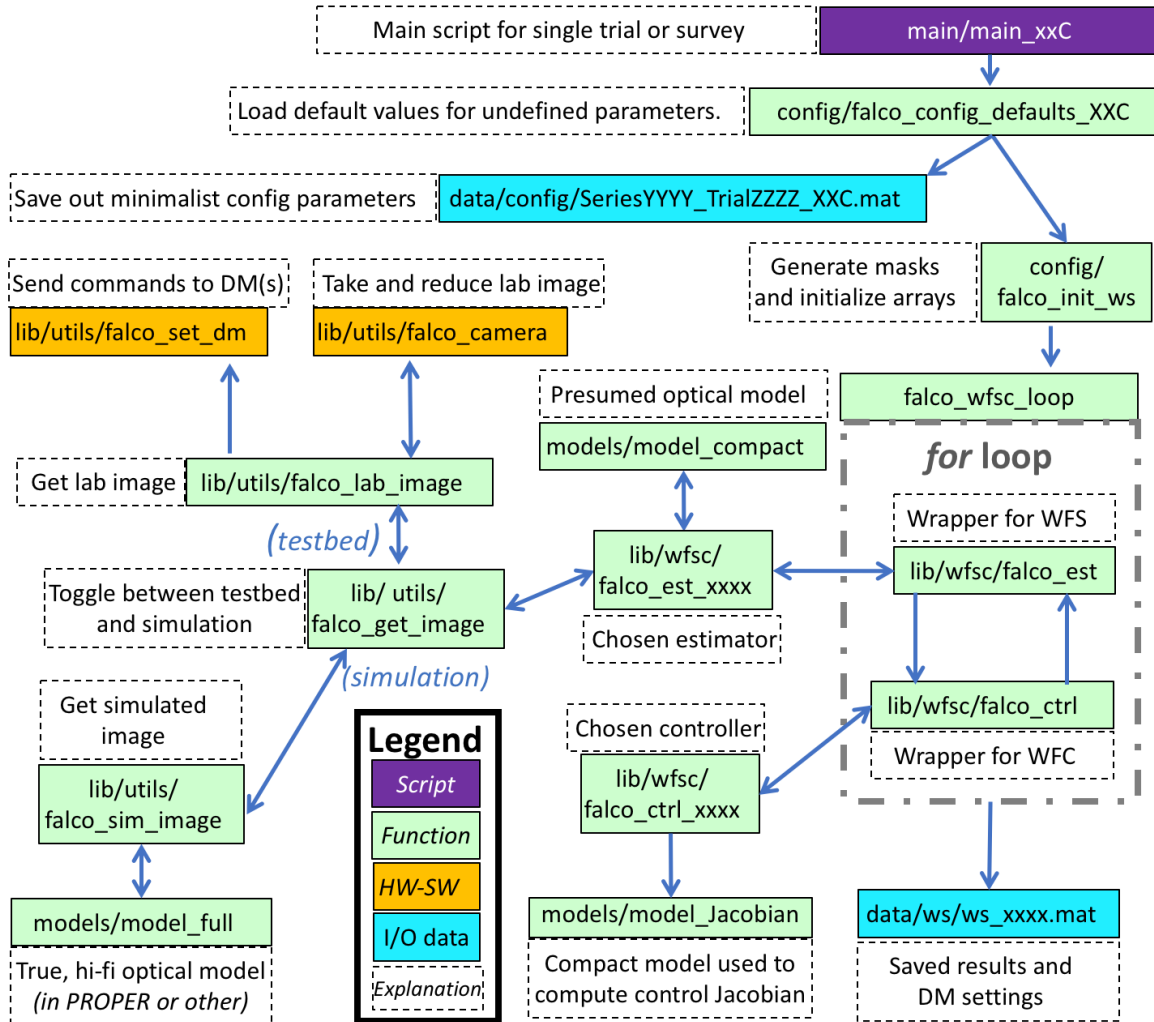 Main script for single trial or survey
main/main_xxC
Load default values for undefined parameters.
config/falco_config_defaults_XXC
Save out minimalist config parameters
data/config/SeriesYYYY_TrialZZZZ_XXC.mat
Generate masks
and initialize arrays
config/
falco_init_ws
Send commands to DM(s)
lib/utils/falco_set_dm
Take and reduce lab image
lib/utils/falco_camera
Presumed optical model
models/model_compact
falco_wfsc_loop
for loop
Get lab image
lib/utils/falco_lab_image
(testbed)
Wrapper for WFS
lib/wfsc/falco_est
lib/wfsc/
falco_est_xxxx
Chosen estimator
Toggle between testbed
and simulation
lib/ utils/
falco_get_image
(simulation)
Get simulated
image
lib/utils/
falco_sim_image
lib/wfsc/falco_ctrl
Wrapper for WFC
Chosen controller
lib/wfsc/
falco_ctrl_xxxx
Legend
Script
Function
HW-SW
I/O data
Explanation
models/model_full
True, hi-fi optical model
(in PROPER or other)
models/model_Jacobian
Compact model used to
compute control Jacobian
data/ws/ws_xxxx.mat
Saved results and
DM settings